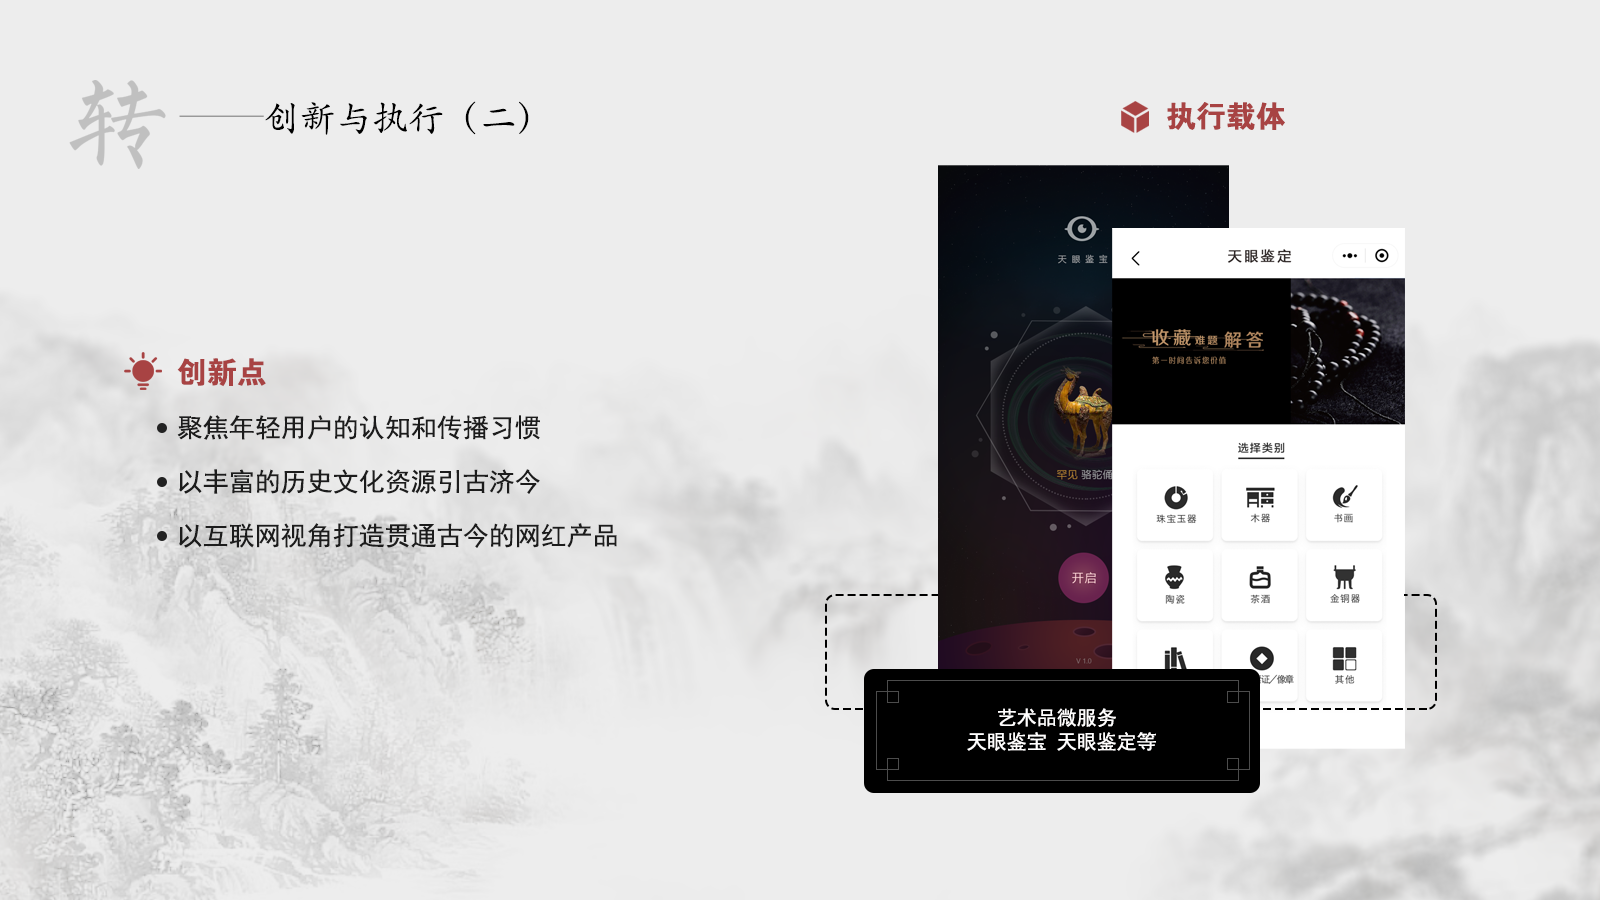 转
创新与执行（二）
执行载体
创新点
聚焦年轻用户的认知和传播习惯
以丰富的历史文化资源引古济今
以互联网视角打造贯通古今的网红产品
天眼鉴宝
罕见 骆驼俑
开启
V 1.0
天眼鉴定
收藏难题 解答
第一时间告诉您价值
选择类别
珠宝玉器
木器
书画
陶瓷
茶酒
金铜器
证／像章
其他
艺术品微服务
天眼鉴宝 天眼鉴定等